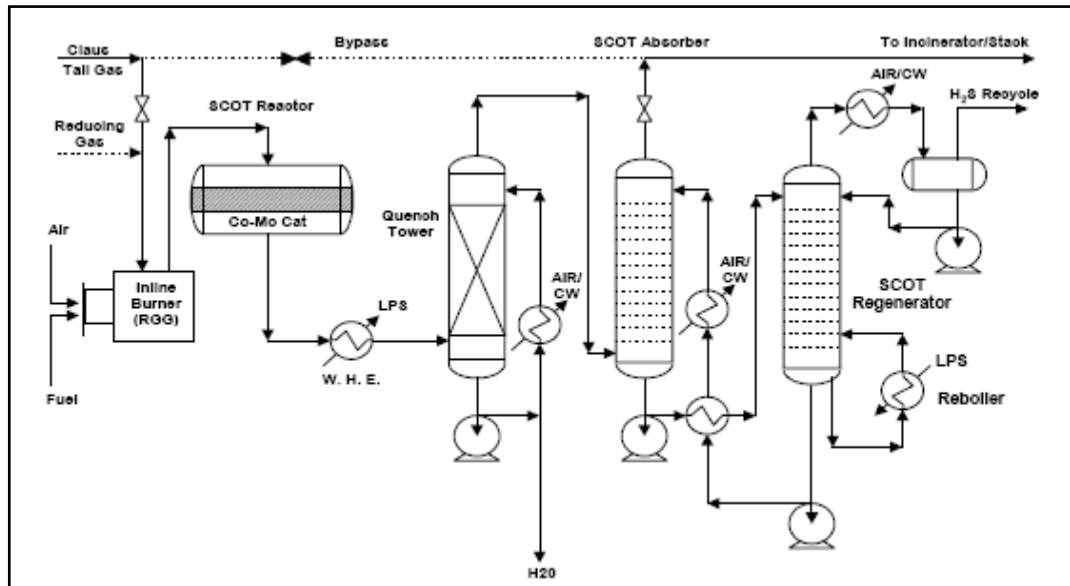 Claus
Tail Gas
Bypass
SCOT Absorber
To Incinerator/Stack
AIR/CW
H₂S Recycle
SCOT Reactor
Reducing
Gas
Co-Mo Cat
Quench
Tower
Air
Inline
Burner
(RGG)
Fuel
LPS
W. H. E.
AIR/
CW
AIR/
CW
SCOT
Regenerator
LPS
Reboiler
H20